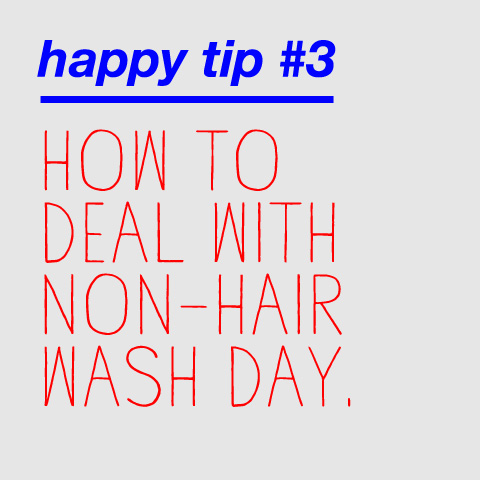 happy tip #3
HOW TO
DEAL WITH
NON-HAIR
WASH DAY.